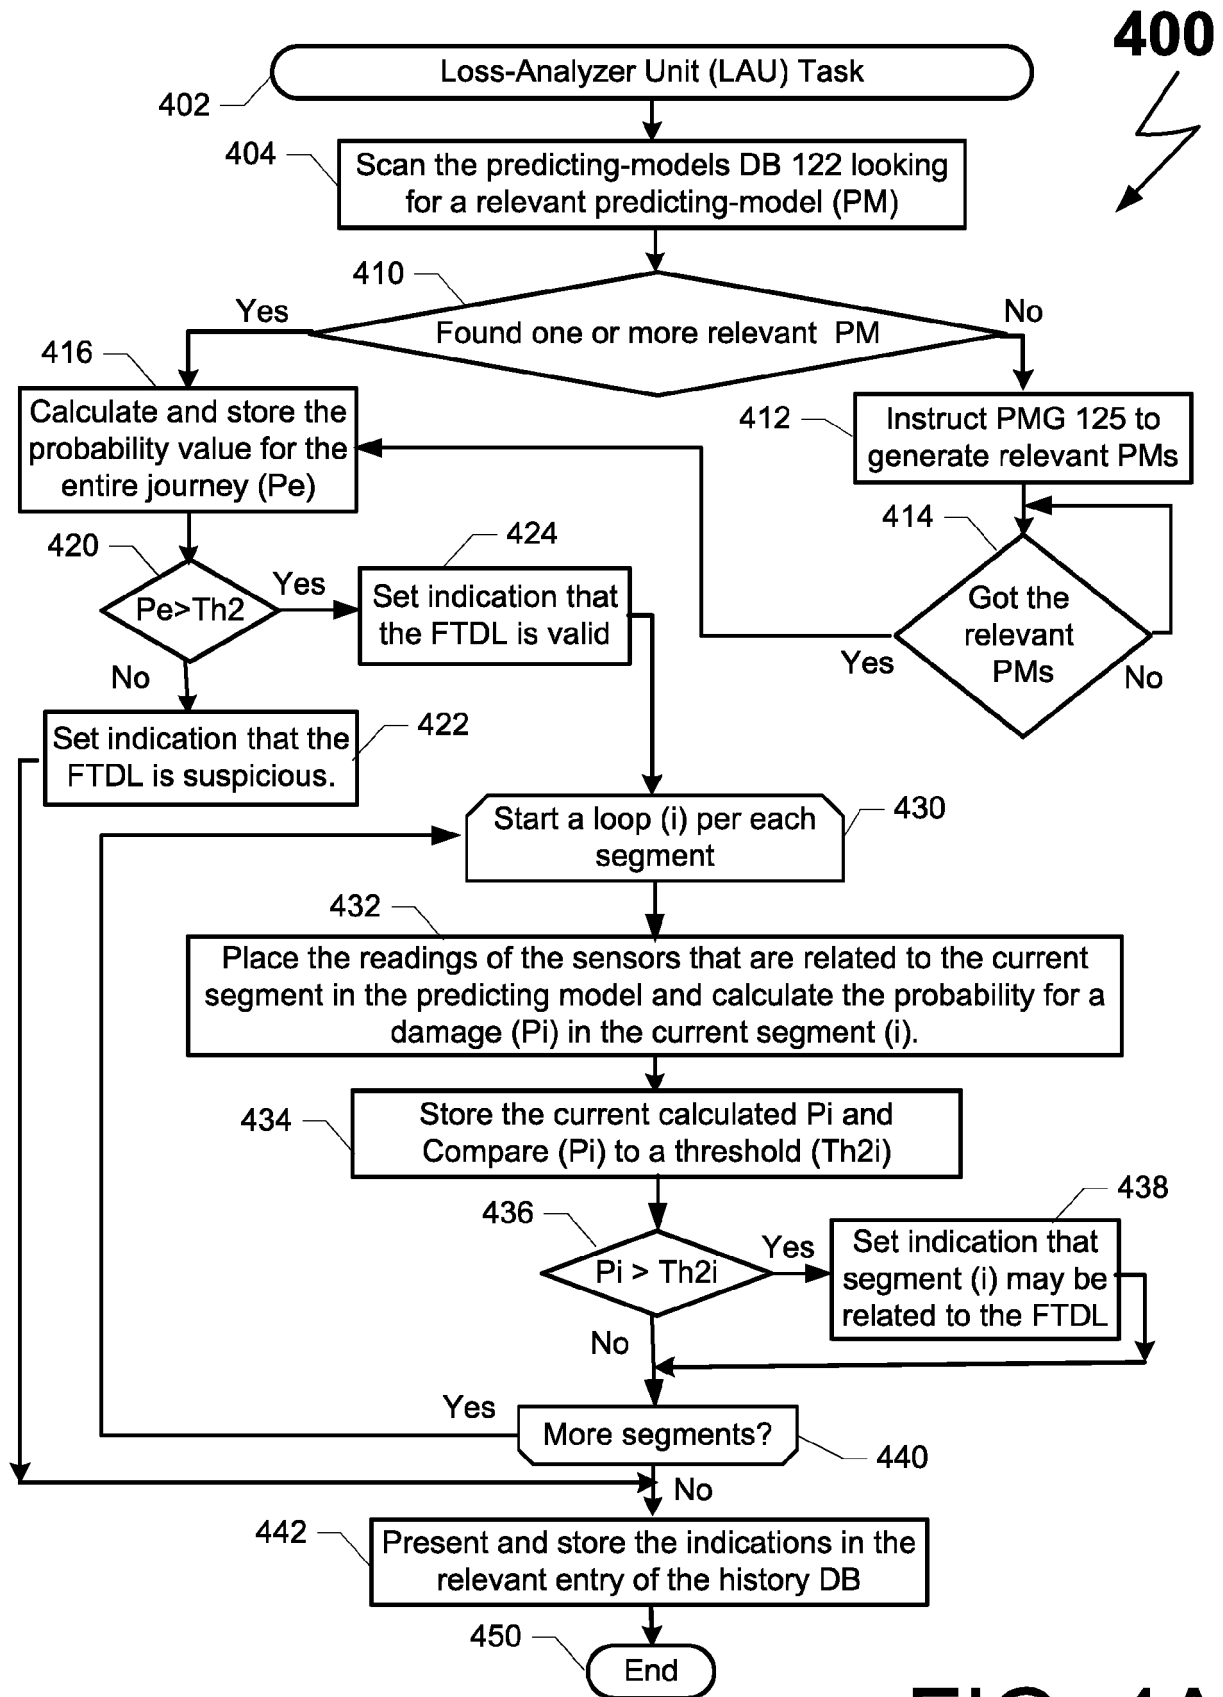 400
Loss-Analyzer Unit (LAU) Task
402
404
Scan the predicting-models DB 122 looking
for a relevant predicting-model (PM)
410
Yes
No
Found one or more relevant PM
416
Calculate and store the
probability value for the
entire journey (Pe)
412
Instruct PMG 125 to
generate relevant PMs
414
Got the
relevant
PMs
Yes
No
420
Pe>Th2
Yes
No
424
Set indication that
the FTDL is valid
422
Set indication that the
FTDL is suspicious.
Start a loop (i) per each
segment
430
432
Place the readings of the sensors that are related to the current
segment in the predicting model and calculate the probability for a
damage (Pi) in the current segment (i).
434
Store the current calculated Pi and
Compare (Pi) to a threshold (Th2i)
436
Pi > Th2i
Yes
No
438
Set indication that
segment (i) may be
related to the FTDL
Yes
More segments?
440
No
442
Present and store the indications in the
relevant entry of the history DB
450
End
FIG. 4A